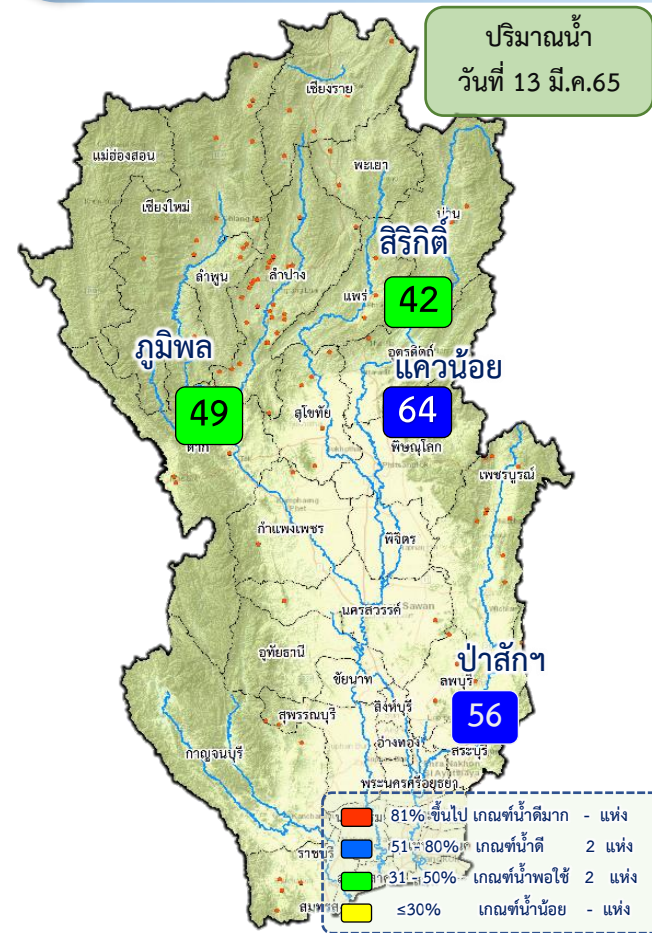 ปริมาณน้ำ
วันที่ 13 มี.ค.65
เชียงราย
แม่ฮ่องสอน
พะเยา
เชียงใหม่
น่าน
สิริกิติ์
ลำพูน
ลำปาง
แพร่
42
ภูมิพล
อุตรดิตถ์
แควน้อย
49
สุโขทัย
64
ตาก
พิษณุโลก
เพชรบูรณ์
กำแพงเพชร
พิจิตร
นครสวรรค์
Sawan
อุทัยธานี
ป่าสักฯ
ชัยนาท
ลพบุรี
สุพรรณบุรี
สิงห์บุรี
56
อ่างทอง
กาญจนบุรี
สระบุรี
พระนครศรีอยุธยา
81% ขึ้นไป เกณฑ์น้ำดีมาก - แห่ง
51 - 80% เกณฑ์น้ำดี 2 แห่ง
ราชบุรี
31 - 50% เกณฑ์น้ำพอใช้ 2 แห่ง
≤30% เกณฑ์น้ำน้อย - แห่ง